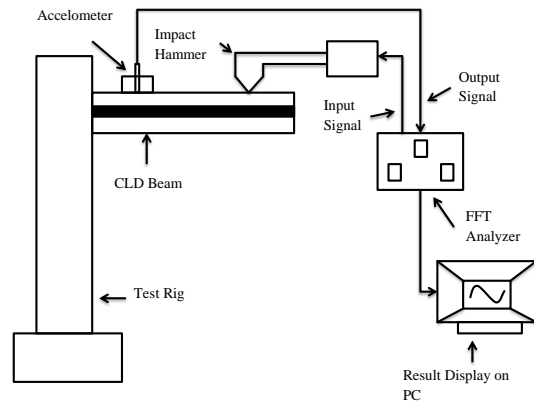 Accelometer
Impact
Hammer
Output
Signal
Input
Signal
CLD Beam
FFT
Analyzer
Test Rig
Result Display on
PC